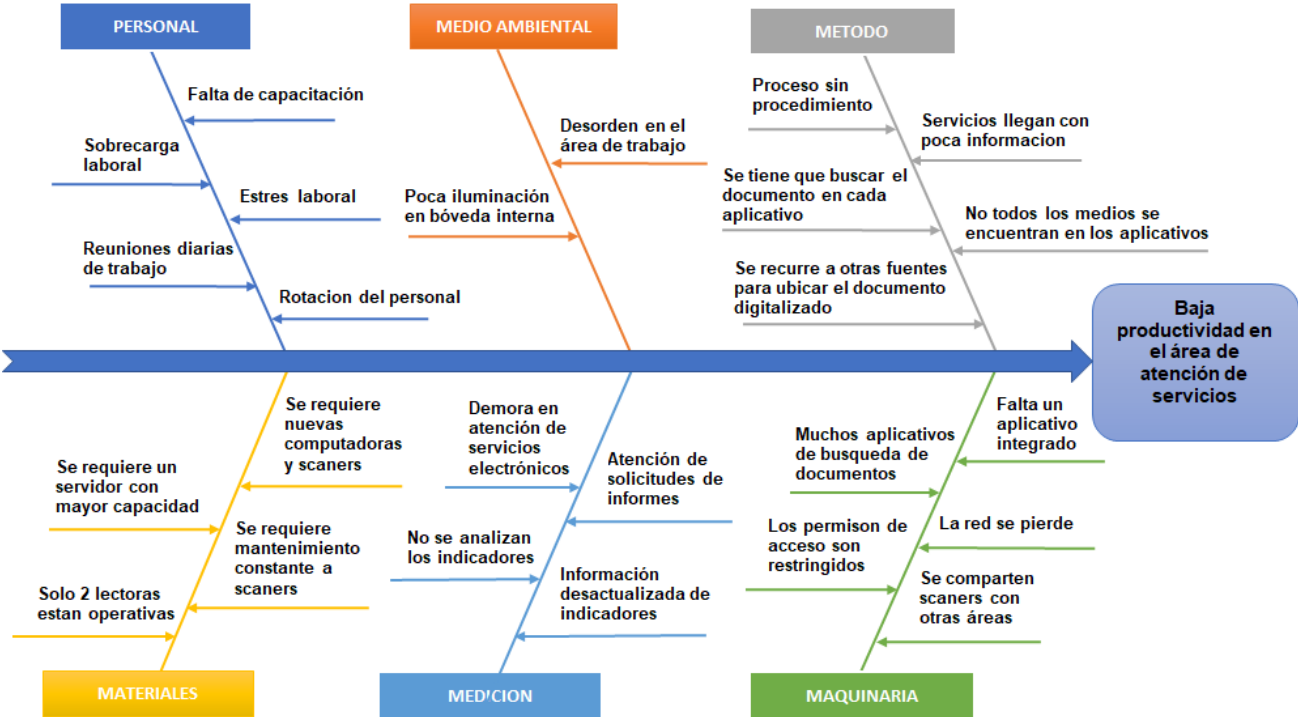 PERSONAL
MEDIO AMBIENTAL
METODO
Falta de capacitación
Sobrecarga
laboral
Estres laboral
Reuniones diarias
de trabajo
Rotacion del personal
Desorden en el
área de trabajo
Poca iluminación
en bóveda interna
Proceso sin
procedimiento
Servicios llegan con
poca informacion
Se tiene que buscar el
documento en cada
aplicativo
No todos los medios se
encuentran en los aplicativos
Se recurre a otras fuentes
para ubicar el documento
digitalizado
Baja
productividad en
el área de
atención de
servicios
Se requiere
nuevas
computadoras
y scaners
Se requiere un
servidor con
mayor capacidad
Se requiere
mantenimiento
constante a
scaners
Solo 2 lectoras
estan operativas
Demora en
atención de
servicios
electrónicos
Atención de
solicitudes de
informes
No se analizan
los indicadores
Información
desactualizada de
indicadores
Falta un
aplicativo
integrado
Muchos aplicativos
de busqueda de
documentos
La red se pierde
Los permison de
acceso son
restringidos
Se comparten
scaners con
otras áreas
MATERIALES
MEDICION
MAQUINARIA